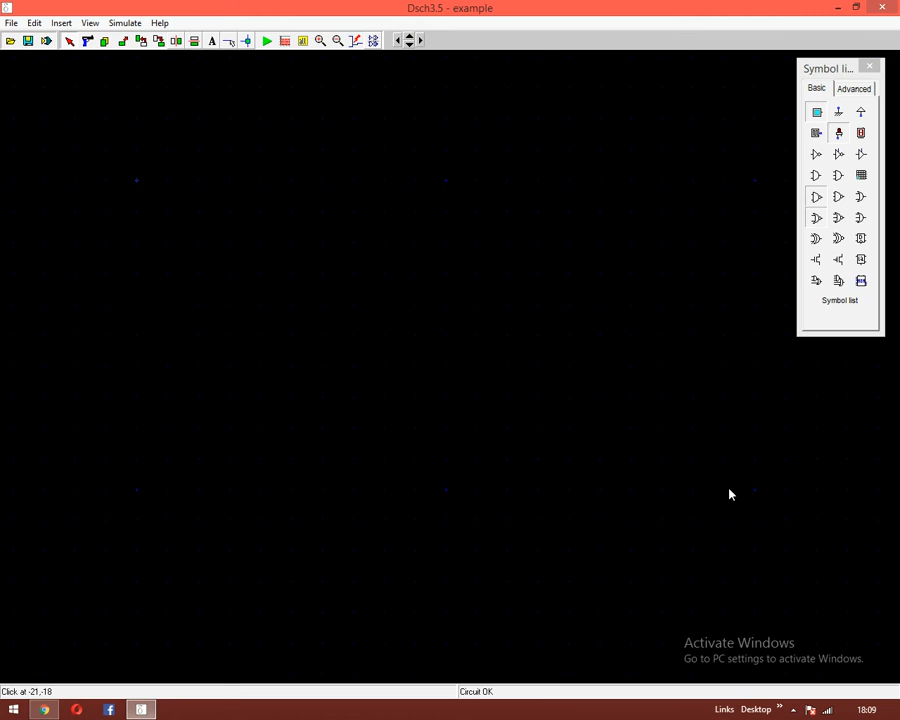 Dsch3.5 - example
File Edit Insert View Simulate Help
A
Symbol li...
Basic Advanced
Symbol list
Activate Windows
Go to PC settings to activate Windows.
Click at -21,-18 Circuit OK
Links Desktop » 18:09